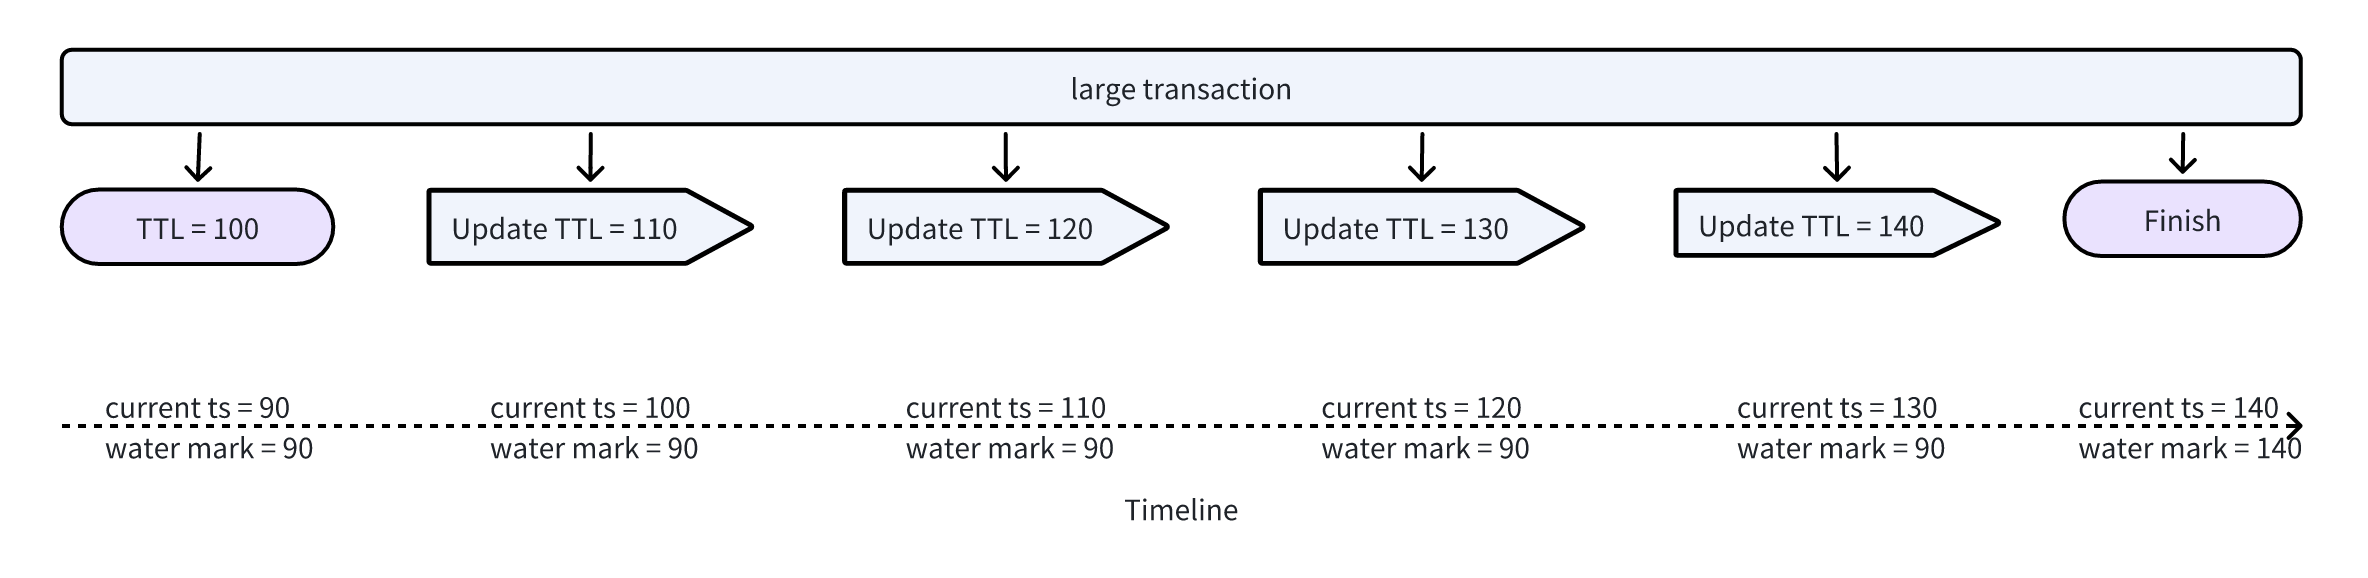 large transaction
TTL = 100
Update TTL = 110
Update TTL = 120
Update TTL = 130
Update TTL = 140
Finish
current ts = 90
water mark = 90
current ts = 100
water mark = 90
current ts = 110
water mark = 90
current ts = 120
water mark = 90
current ts = 130
water mark = 90
current ts = 140
water mark = 140
Timeline